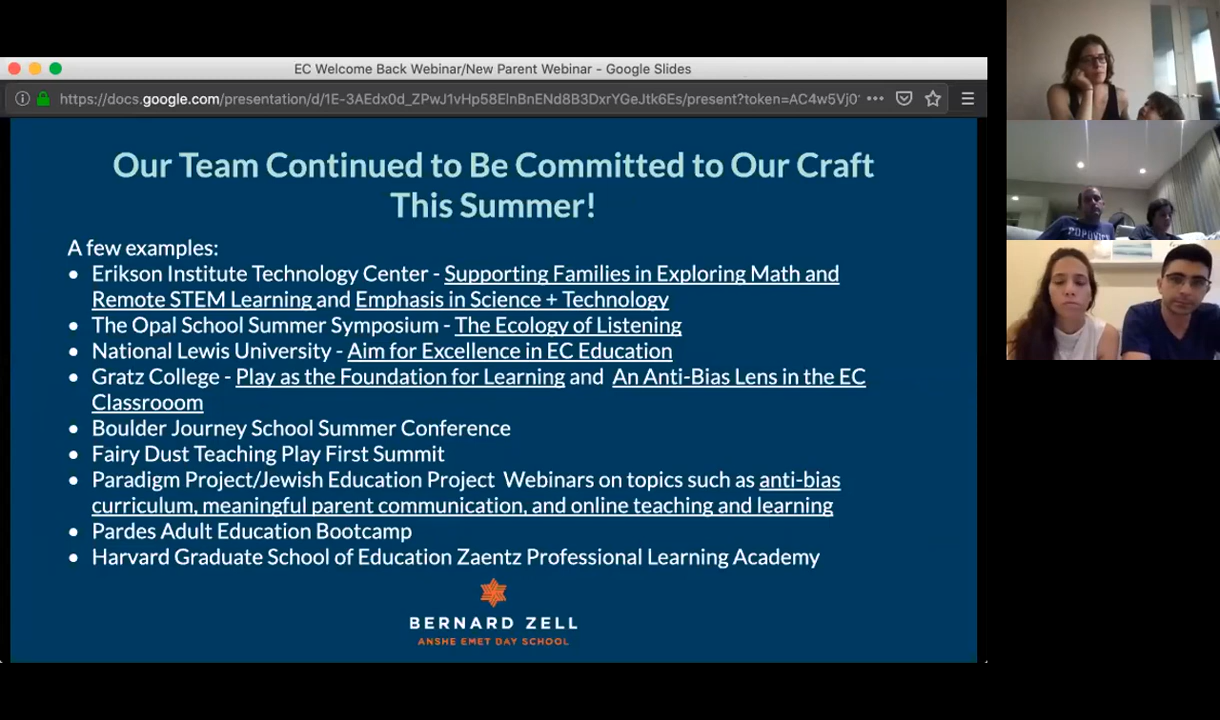 EC Welcome Back Webinar/New Parent Webinar - Google Slides
https://docs.google.com/presentation/d/1E-3AEdx0d_ZPwJ1vHp58ElnBnENd8B3DxrYGeJtk6Es/present?token=AC4w5Vj0
Our Team Continued to Be Committed to Our Craft
This Summer!
A few examples:
• Erikson Institute Technology Center - Supporting Families in Exploring Math and
Remote STEM Learning and Emphasis in Science + Technology
• The Opal School Summer Symposium - The Ecology of Listening
• National Lewis University - Aim for Excellence in EC Education
• Gratz College - Play as the Foundation for Learning and An Anti-Bias Lens in the EC
Classrooom
• Boulder Journey School Summer Conference
• Fairy Dust Teaching Play First Summit
• Paradigm Project/Jewish Education Project Webinars on topics such as anti-bias
curriculum, meaningful parent communication, and online teaching and learning
• Pardes Adult Education Bootcamp
• Harvard Graduate School of Education Zaentz Professional Learning Academy
BERNARD ZELL
ANSHE EMET DAY SCHOOL
POPOVICH